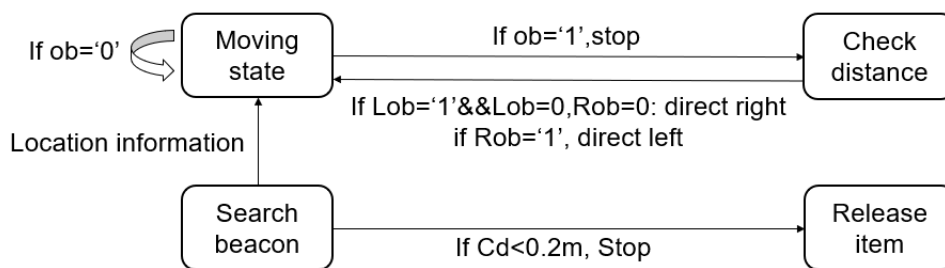 If ob=‘0’
Moving
state
If ob=‘1’,stop
Check
distance
If Lob=‘1’&&Lob=0,Rob=0: direct right
if Rob=‘1’, direct left
Location information
Search
beacon
If Cd<0.2m, Stop
Release
item